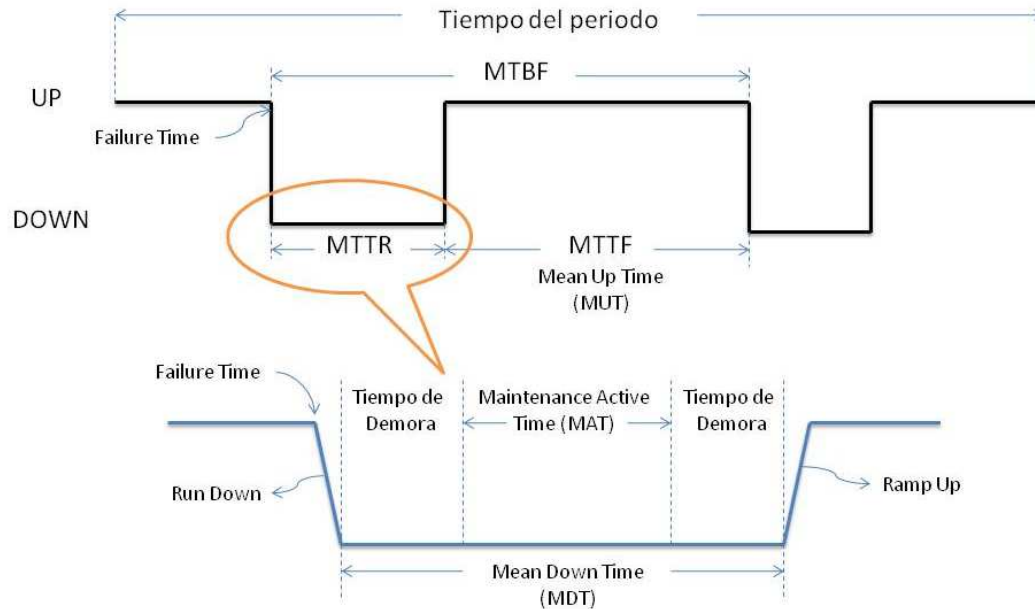 Tiempo del periodo
MTBF
UP
Failure Time
DOWN
MTTR
MTTF
Mean Up Time
(MUT)
Failure Time
Tiempo de
Demora
Maintenance Active
Time (MAT)
Tiempo de
Demora
Run Down
Ramp Up
Mean Down Time
(MDT)